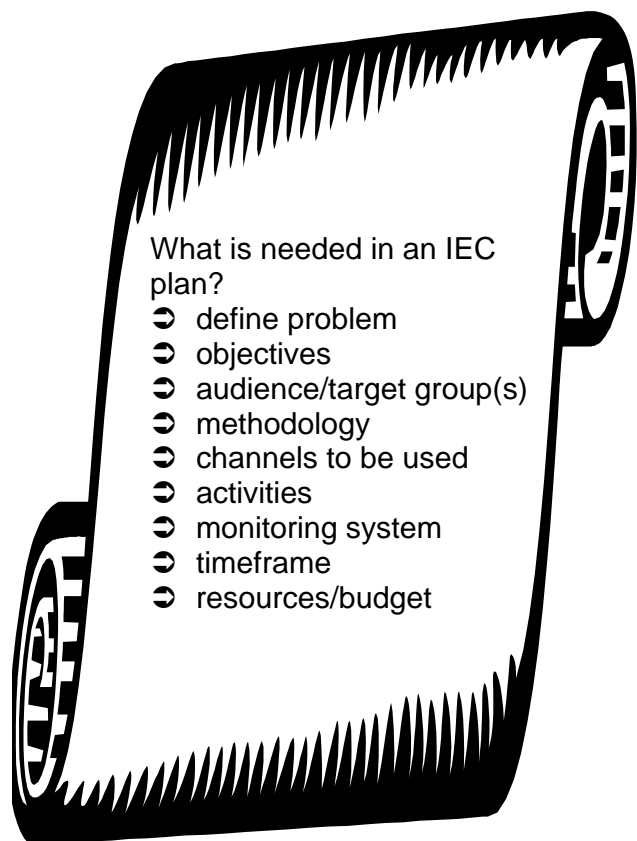 What is needed in an IEC
plan?
➲ define problem
➲ objectives
➲ audience/target group(s)
➲ methodology
➲ channels to be used
➲ activities
➲ monitoring system
➲ timeframe
➲ resources/budget